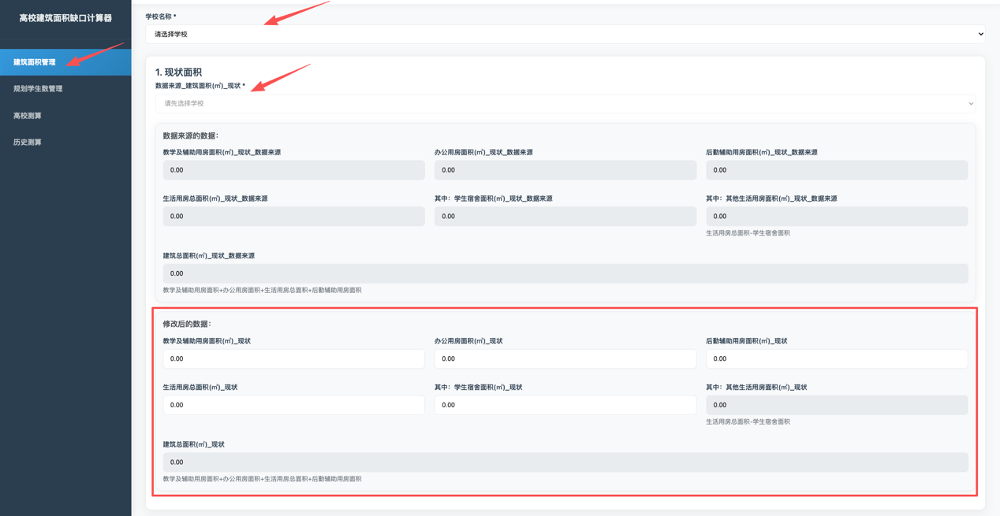 高校建筑面积缺口计算器
建筑面积管理
规划学生数管理
高校测算
历史测算
学校名称 *
请选择学校
1. 现状面积
数据来源_建筑面积(㎡)_现状 *
请先选择学校
数据来源的数据：
教学及辅助用房面积(㎡)_现状_数据来源
办公用房面积(㎡)_现状_数据来源
后勤辅助用房面积(㎡)_现状_数据来源
0.00
0.00
0.00
生活用房总面积(㎡)_现状_数据来源
其中：学生宿舍面积(㎡)_现状_数据来源
其中：其他生活用房面积(㎡)_现状_数据来源
0.00
0.00
0.00
生活用房总面积-学生宿舍面积
建筑总面积(㎡)_现状_数据来源
0.00
教学及辅助用房面积+办公用房面积+生活用房总面积+后勤辅助用房面积
修改后的数据：
教学及辅助用房面积(㎡)_现状
办公用房面积(㎡)_现状
后勤辅助用房面积(㎡)_现状
0.00
0.00
0.00
生活用房总面积(㎡)_现状
其中：学生宿舍面积(㎡)_现状
其中：其他生活用房面积(㎡)_现状
0.00
0.00
0.00
生活用房总面积-学生宿舍面积
建筑总面积(㎡)_现状
0.00
教学及辅助用房面积+办公用房面积+生活用房总面积+后勤辅助用房面积